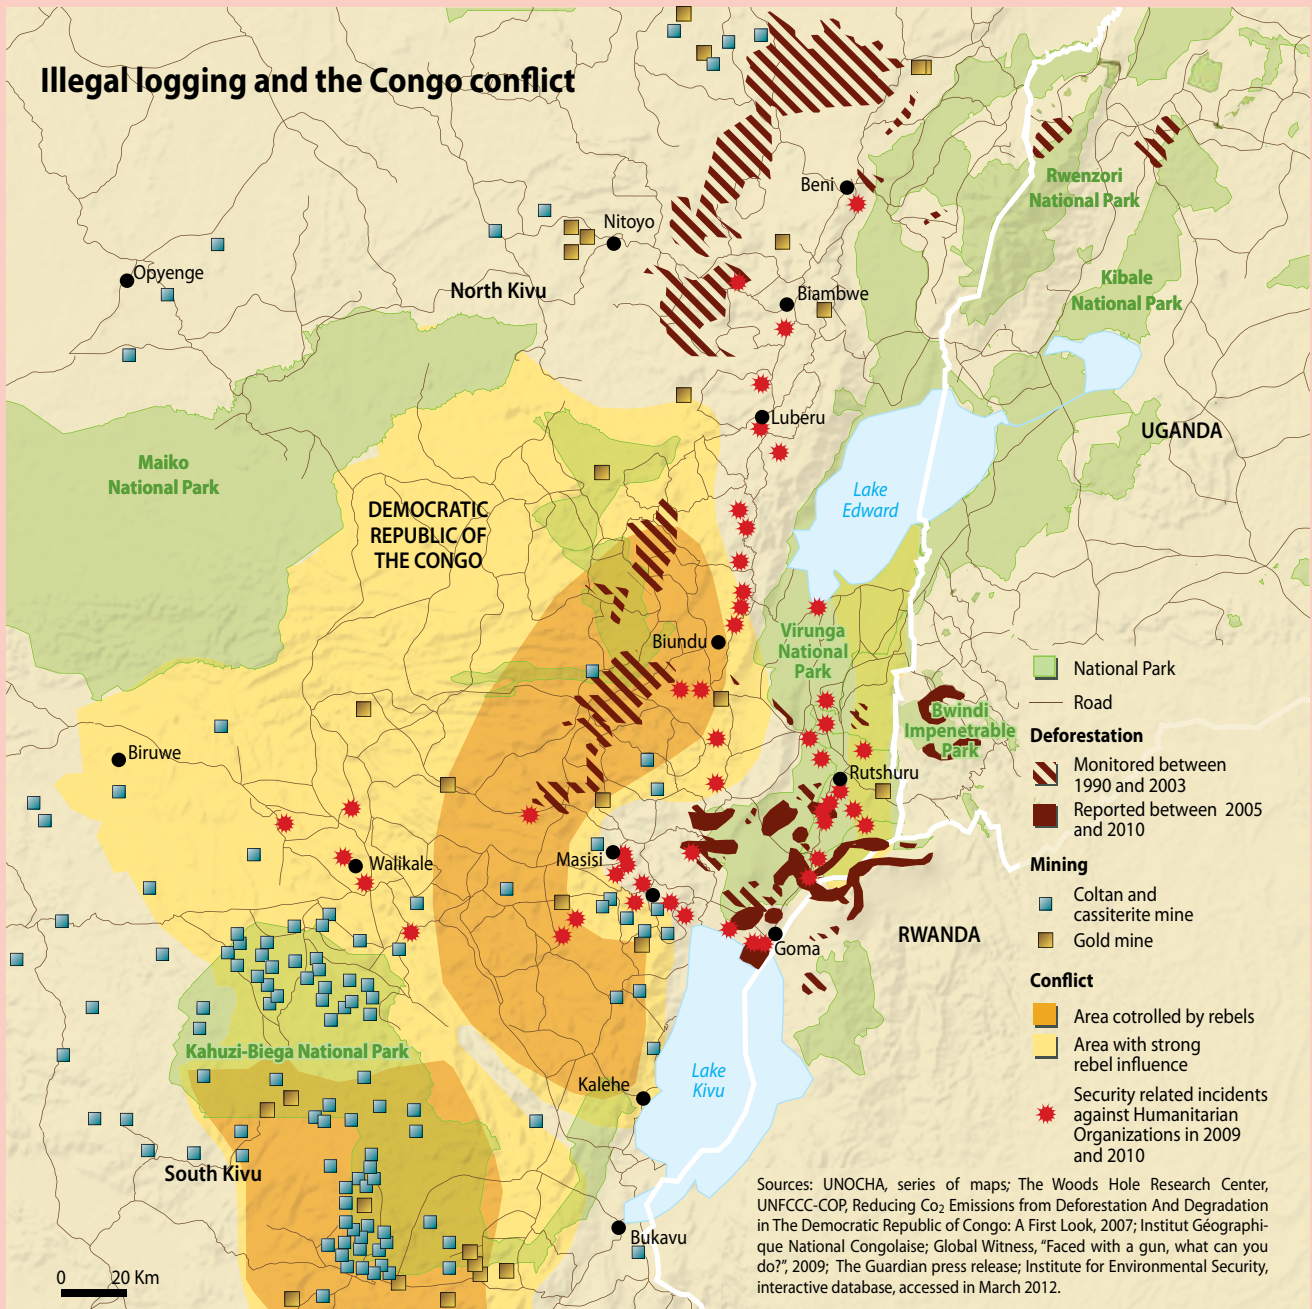 Illegal logging and the Congo conflict
Beni
Rwenzori
National Park
Nitoyo
Opyenge
North Kivu
Kibale
National Park
Biambwe
Luberu
UGANDA
Maiko
National Park
Lake
Edward
DEMOCRATIC
REPUBLIC OF
THE CONGO
Biundu
Virunga
National
Park
Bwindi
Impenetrable
Park
Biruwe
Rutshuru
Masisi
Walikale
RWANDA
Goma
Kahuzi-Biega National Park
Lake
Kivu
Kalehe
South Kivu
Bukavu
0 20 Km
National Park
Road
Deforestation
Monitored between
1990 and 2003
Reported between 2005
and 2010
Mining
Coltan and
cassiterite mine
Gold mine
Conflict
Area cotrolled by rebels
Area with strong
rebel influence
Security related incidents
against Humanitarian
Organizations in 2009
and 2010
Sources: UNOCHA, series of maps; The Woods Hole Research Center,
UNFCCC-COP, Reducing Co2 Emissions from Deforestation And Degradation
in The Democratic Republic of Congo: A First Look, 2007; Institut Géographi-
que National Congolaise; Global Witness, “Faced with a gun, what can you
do?”, 2009; The Guardian press release; Institute for Environmental Security,
interactive database, accessed in March 2012.